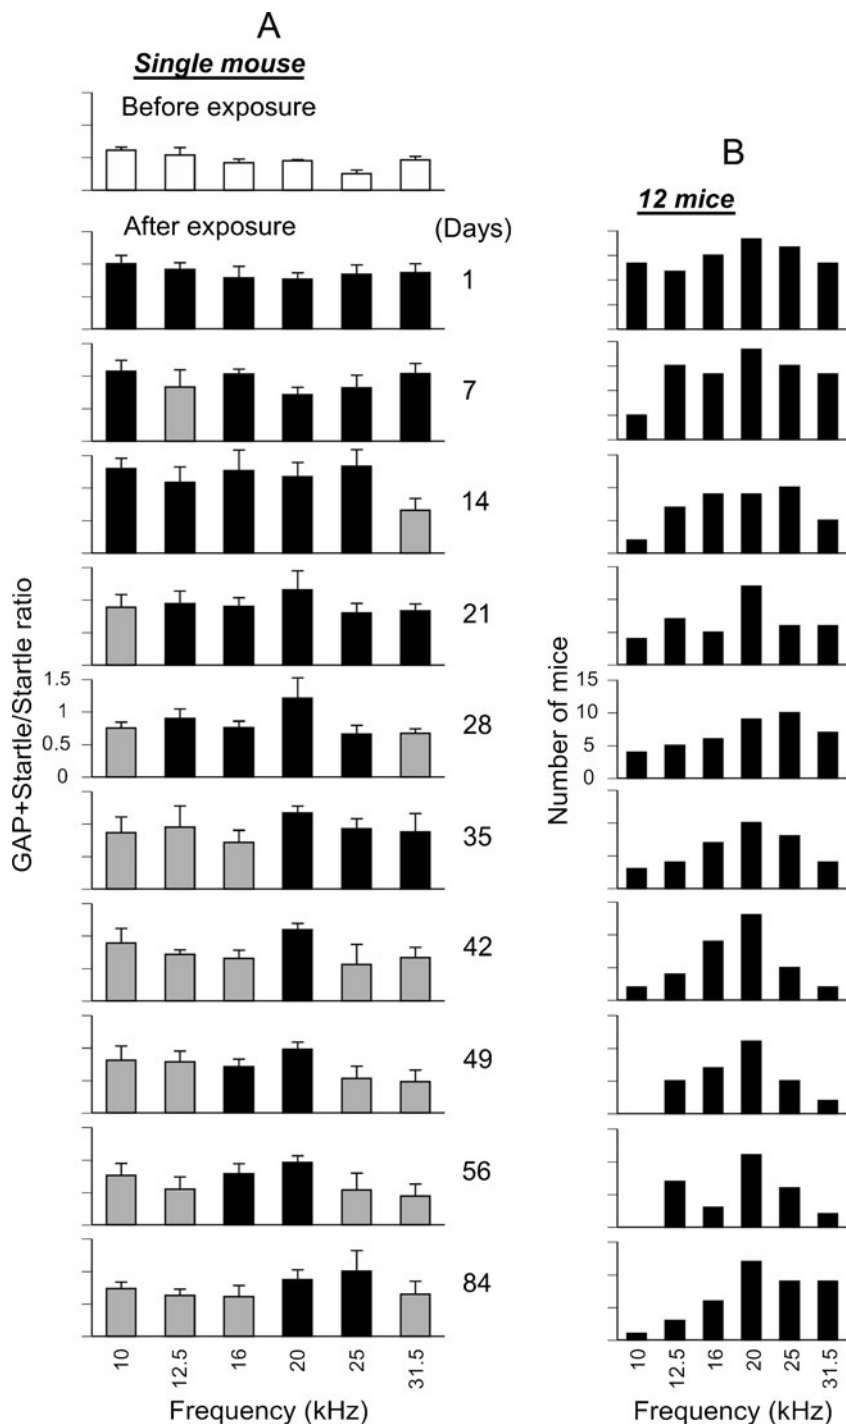 A
Single mouse
Before exposure
B
12 mice
After exposure
(Days)
1
7
14
21
1.5
1
0.5
0
28
15
10
5
0
35
42
49
56
84
GAP+Startle/Startle ratio
Number of mice
10 12.5 16 20 25 31.5
10 12.5 16 20 25 31.5
Frequency (kHz)
Frequency (kHz)